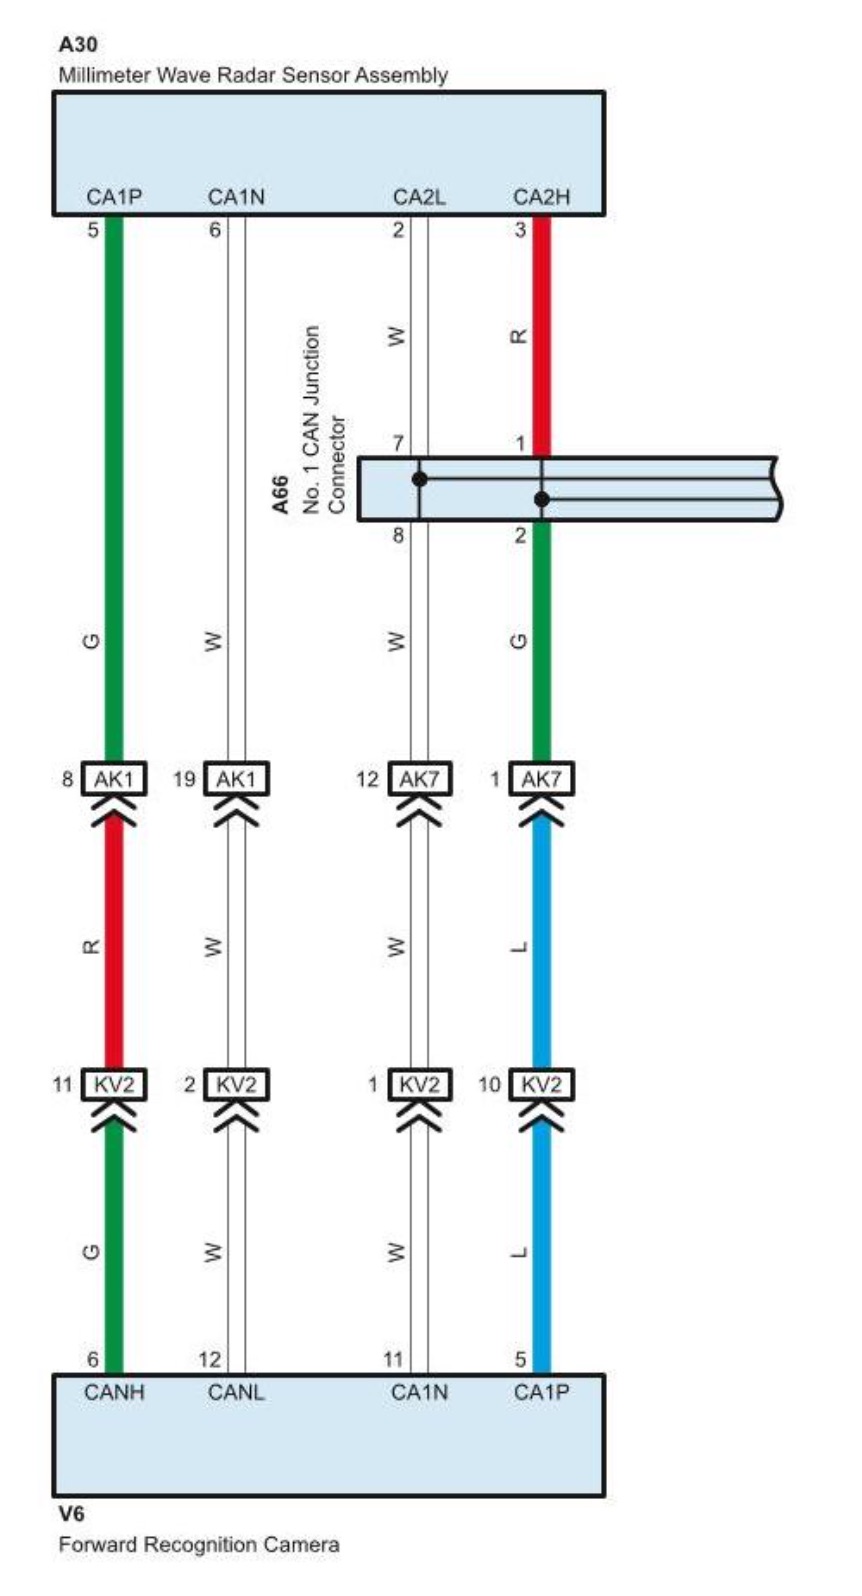 A30
Millimeter Wave Radar Sensor Assembly
CA1P CA1N CA2L CA2H
5 6 2 3
W R
A66
No. 1 CAN Junction
Connector
7 1
8 2
G W W G
8 AK1 19 AK1 12 AK7 1 AK7
R W W L
11 KV2 2 KV2 1 KV2 10 KV2
G W W L
6 12 11 5
CANH CANL CA1N CA1P
V6
Forward Recognition Camera